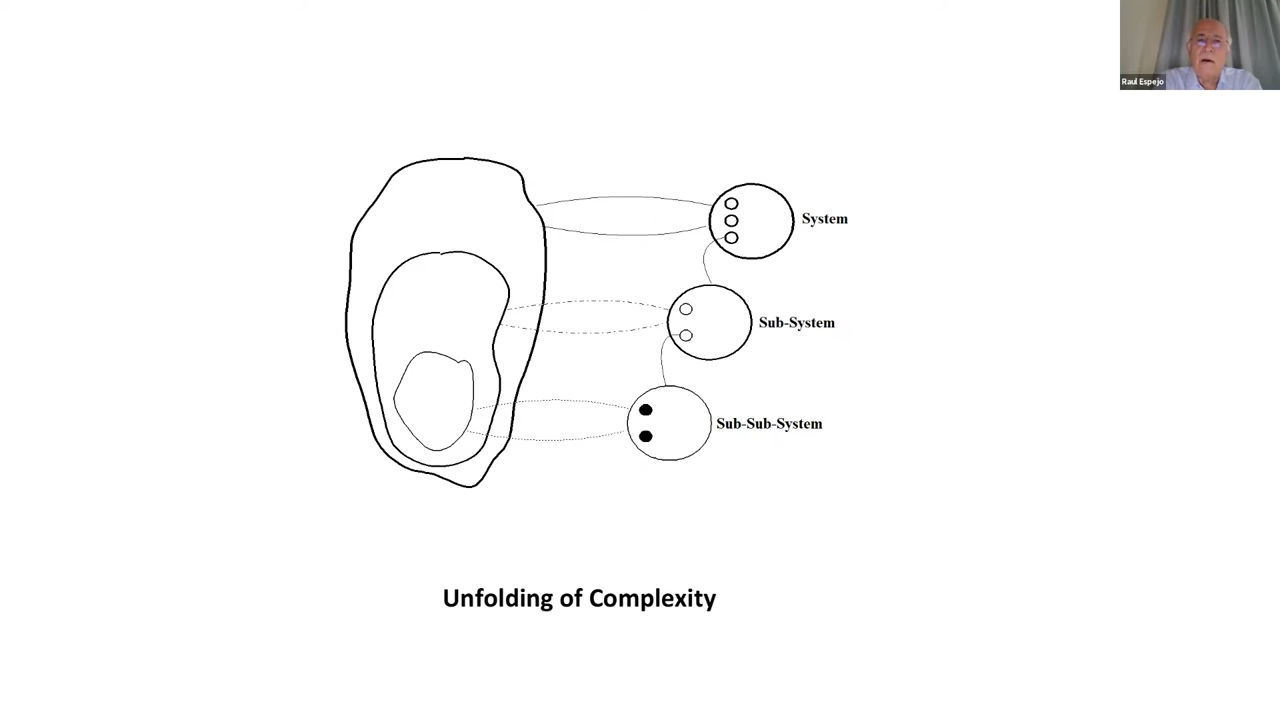 Raul Espejo
System
Sub-System
Sub-Sub-System
Unfolding of Complexity